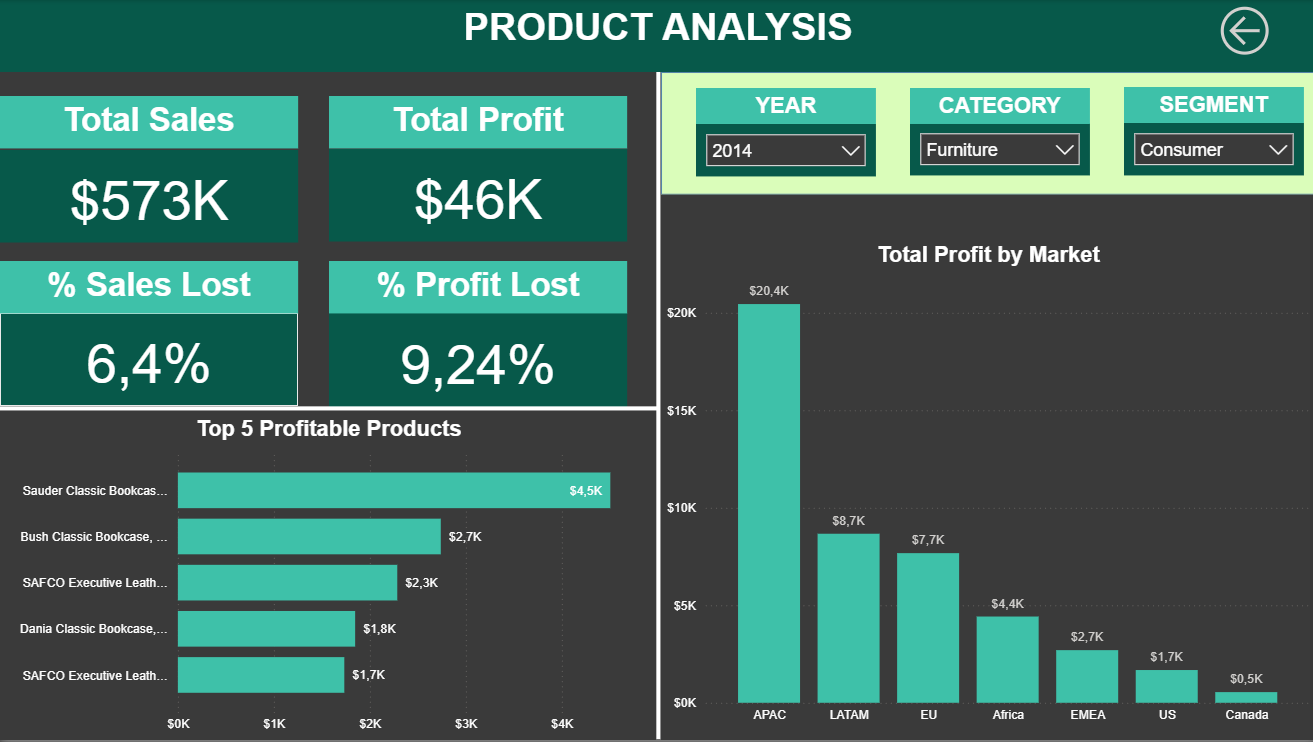 PRODUCT ANALYSIS
Total Sales
$573K
Total Profit
$46K
% Sales Lost
6,4%
% Profit Lost
9,24%
YEAR
2014
CATEGORY
Furniture
SEGMENT
Consumer
Top 5 Profitable Products
Sauder Classic Bookcas... $4,5K
Bush Classic Bookcase, ... $2,7K
SAFCO Executive Leath... $2,3K
Dania Classic Bookcase,... $1,8K
SAFCO Executive Leath... $1,7K
$0K $1K $2K $3K $4K
Total Profit by Market
$20K
$15K
$10K
$5K
$0K
$20,4K
$8,7K
$7,7K
$4,4K
$2,7K
$1,7K
$0,5K
APAC LATAM EU Africa EMEA US Canada